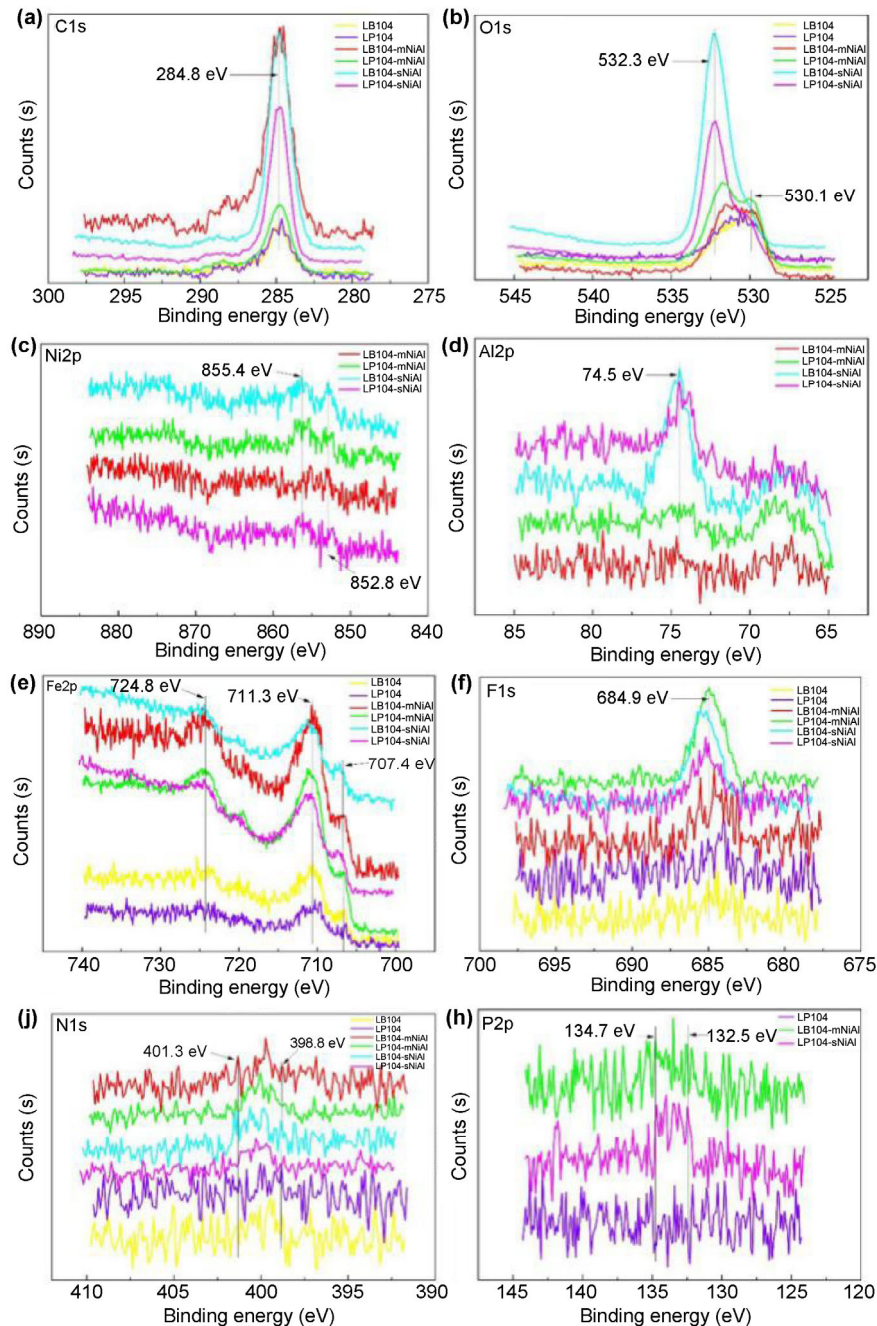 (a)
C1s
284.8 eV
LB104
LP104
LB104-mNiAl
LP104-mNiAl
LB104-sNiAl
LP104-sNiAl
Counts (s)
300 295 290 285 280 275
Binding energy (eV)
(b)
O1s
532.3 eV
530.1 eV
LB104
LP104
LB104-mNiAl
LP104-mNiAl
LB104-sNiAl
LP104-sNiAl
Counts (s)
545 540 535 530 525
Binding energy (eV)
(c)
Ni2p
855.4 eV
852.8 eV
LB104-mNiAl
LP104-mNiAl
LB104-sNiAl
LP104-sNiAl
Counts (s)
890 880 870 860 850 840
Binding energy (eV)
(d)
Al2p
74.5 eV
LB104-mNiAl
LP104-mNiAl
LB104-sNiAl
LP104-sNiAl
Counts (s)
85 80 75 70 65
Binding energy (eV)
(e)
Fe2p
724.8 eV
711.3 eV
707.4 eV
LB104
LP104
LB104-mNiAl
LP104-mNiAl
LB104-sNiAl
LP104-sNiAl
Counts (s)
740 730 720 710 700
Binding energy (eV)
(f)
F1s
684.9 eV
LB104
LP104
LB104-mNiAl
LP104-mNiAl
LB104-sNiAl
LP104-sNiAl
Counts (s)
700 695 690 685 680 675
Binding energy (eV)
(j)
N1s
401.3 eV
398.8 eV
LB104
LP104
LB104-mNiAl
LP104-mNiAl
LB104-sNiAl
LP104-sNiAl
Counts (s)
410 405 400 395 390
Binding energy (eV)
(h)
P2p
134.7 eV
132.5 eV
LP104
LB104-mNiAl
LP104-sNiAl
Counts (s)
145 140 135 130 125 120
Binding energy (eV)